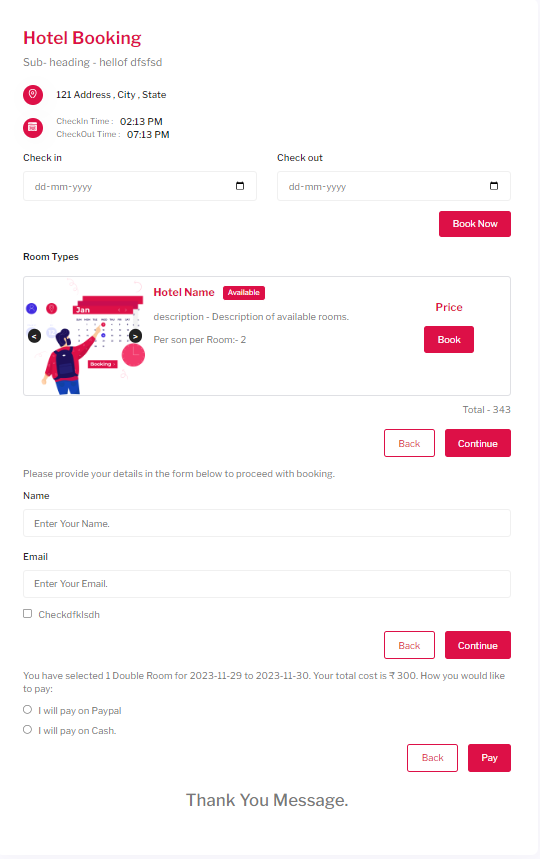 Hotel Booking
Sub- heading - hellof dfsfsd
121 Address , City , State
CheckIn Time : 02:13 PM
CheckOut Time : 07:13 PM
Check in Check out
dd-mm-yyyy dd-mm-yyyy
Book Now
Room Types
Hotel Name Available
Price
Jan
description - Description of available rooms.
< >
Per son per Room:- 2
Book
Booking
Total - 343
Back Continue
Please provide your details in the form below to proceed with booking.
Name
Enter Your Name.
Email
Enter Your Email.
Checkdfklsdh
Back Continue
You have selected 1 Double Room for 2023-11-29 to 2023-11-30. Your total cost is ₹ 300. How you would like
to pay:
I will pay on Paypal
I will pay on Cash.
Back Pay
Thank You Message.